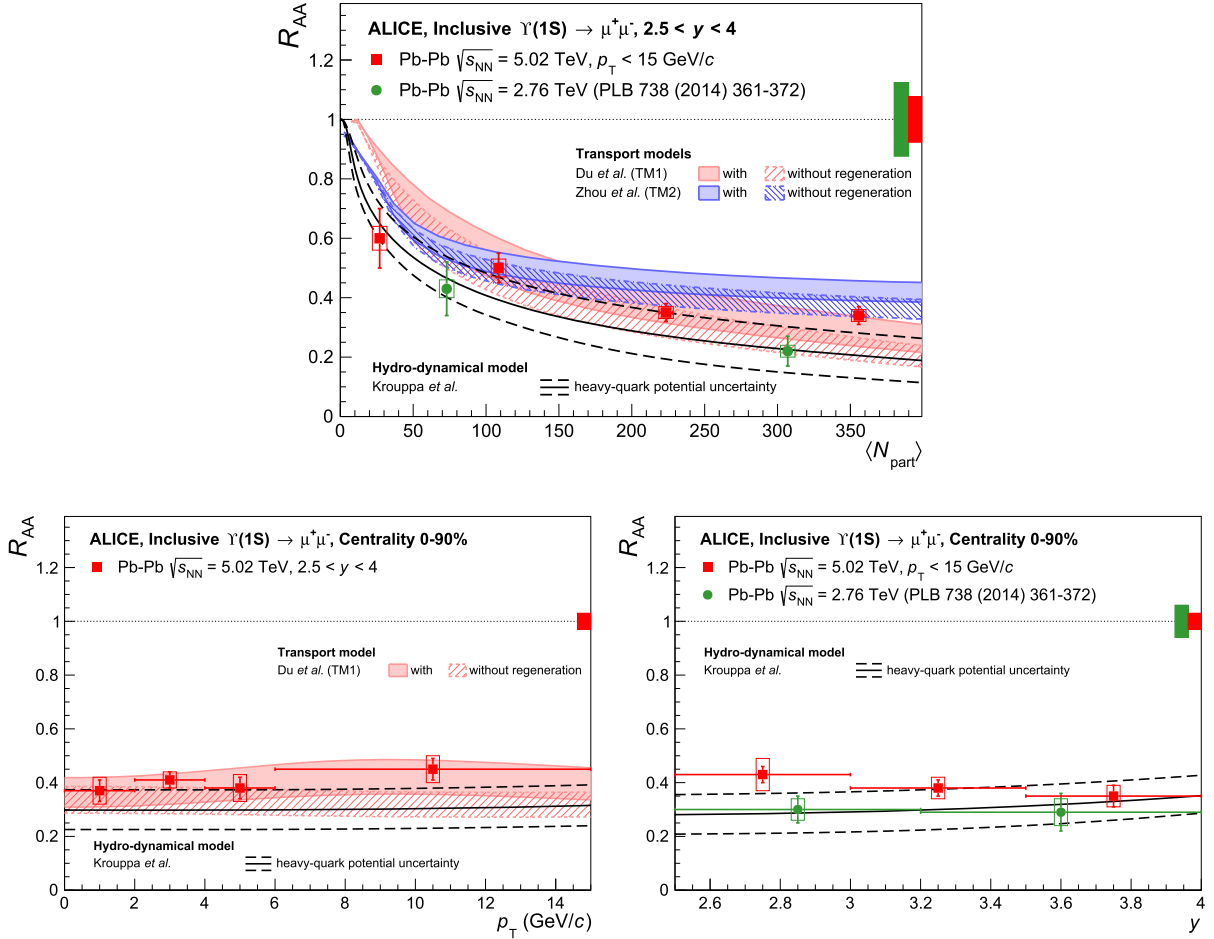 R_AA
ALICE, Inclusive ϒ(1S) → μ⁺μ⁻, 2.5 < y < 4
Pb-Pb √s_NN = 5.02 TeV, p_T < 15 GeV/c
Pb-Pb √s_NN = 2.76 TeV (PLB 738 (2014) 361-372)
Transport models
Du et al. (TM1) with without regeneration
Zhou et al. (TM2) with without regeneration
Hydro-dynamical model
Krouppa et al. heavy-quark potential uncertainty
1.2
1
0.8
0.6
0.4
0.2
0
0 50 100 150 200 250 300 350
⟨N_part⟩
R_AA
ALICE, Inclusive ϒ(1S) → μ⁺μ⁻, Centrality 0-90%
Pb-Pb √s_NN = 5.02 TeV, 2.5 < y < 4
Transport model
Du et al. (TM1) with without regeneration
Hydro-dynamical model
Krouppa et al. heavy-quark potential uncertainty
1.2
1
0.8
0.6
0.4
0.2
0
0 2 4 6 8 10 12 14
p_T (GeV/c)
R_AA
ALICE, Inclusive ϒ(1S) → μ⁺μ⁻, Centrality 0-90%
Pb-Pb √s_NN = 5.02 TeV, p_T < 15 GeV/c
Pb-Pb √s_NN = 2.76 TeV (PLB 738 (2014) 361-372)
Hydro-dynamical model
Krouppa et al. heavy-quark potential uncertainty
1.2
1
0.8
0.6
0.4
0.2
0
2.6 2.8 3 3.2 3.4 3.6 3.8 4
y